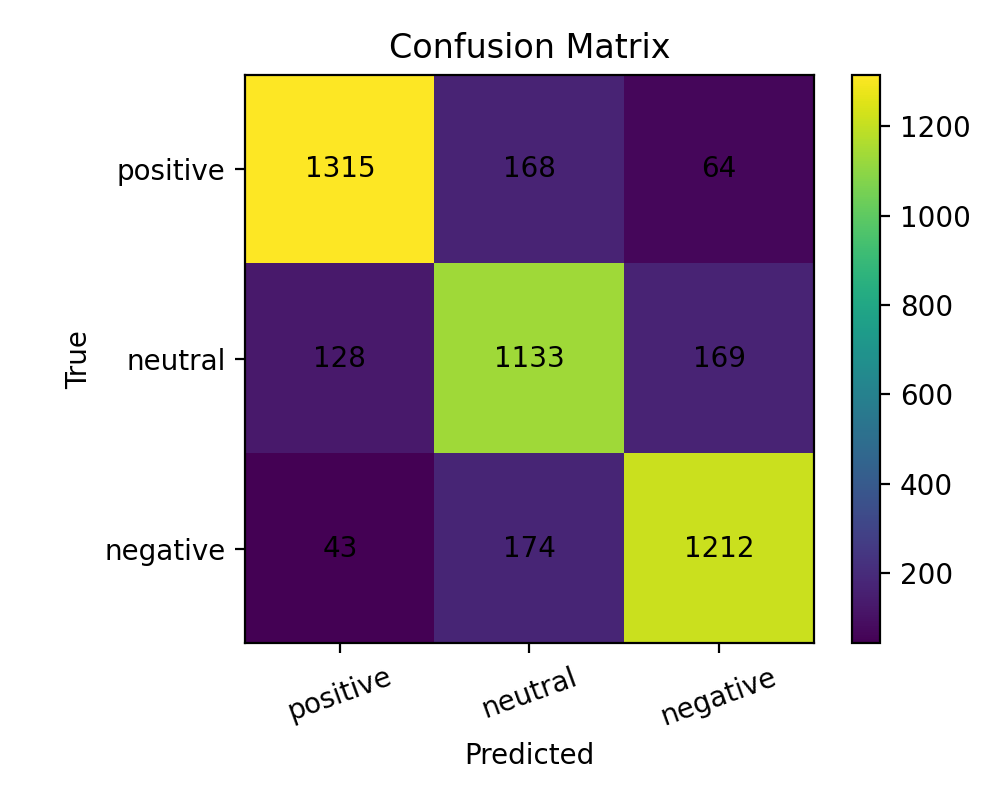 Confusion Matrix
positive 1315 168 64
neutral 128 1133 169
negative 43 174 1212
positive neutral negative
Predicted
True
1200
1000
800
600
400
200